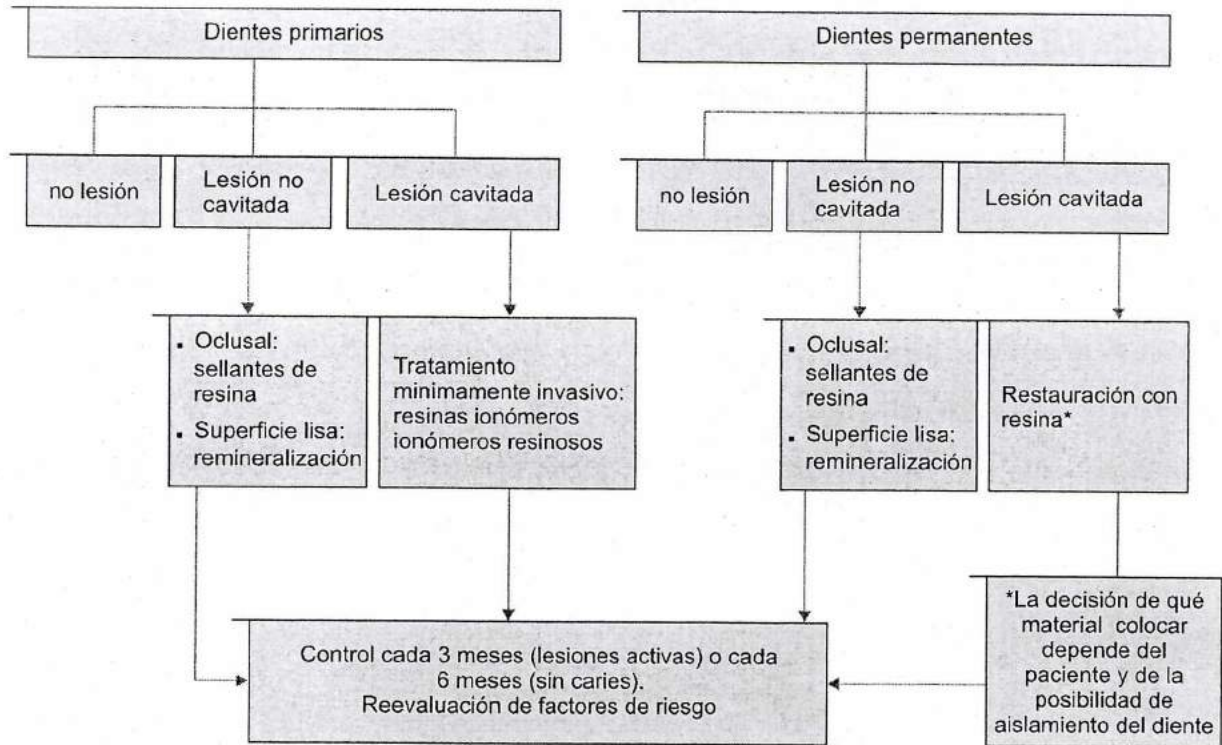 Dientes primarios
Dientes permanentes
no lesión
Lesión no
cavitada
Lesión cavitada
no lesión
Lesión no
cavitada
Lesión cavitada
▪ Oclusal:
sellantes de
resina
▪ Superficie lisa:
remineralización
Tratamiento
minimamente invasivo:
resinas ionómeros
ionómeros resinosos
▪ Oclusal:
sellantes de
resina
▪ Superficie lisa:
remineralización
Restauración con
resina*
Control cada 3 meses (lesiones activas) o cada
6 meses (sin caries).
Reevaluación de factores de riesgo
*La decisión de qué
material colocar
depende del
paciente y de la
posibilidad de
aislamiento del diente